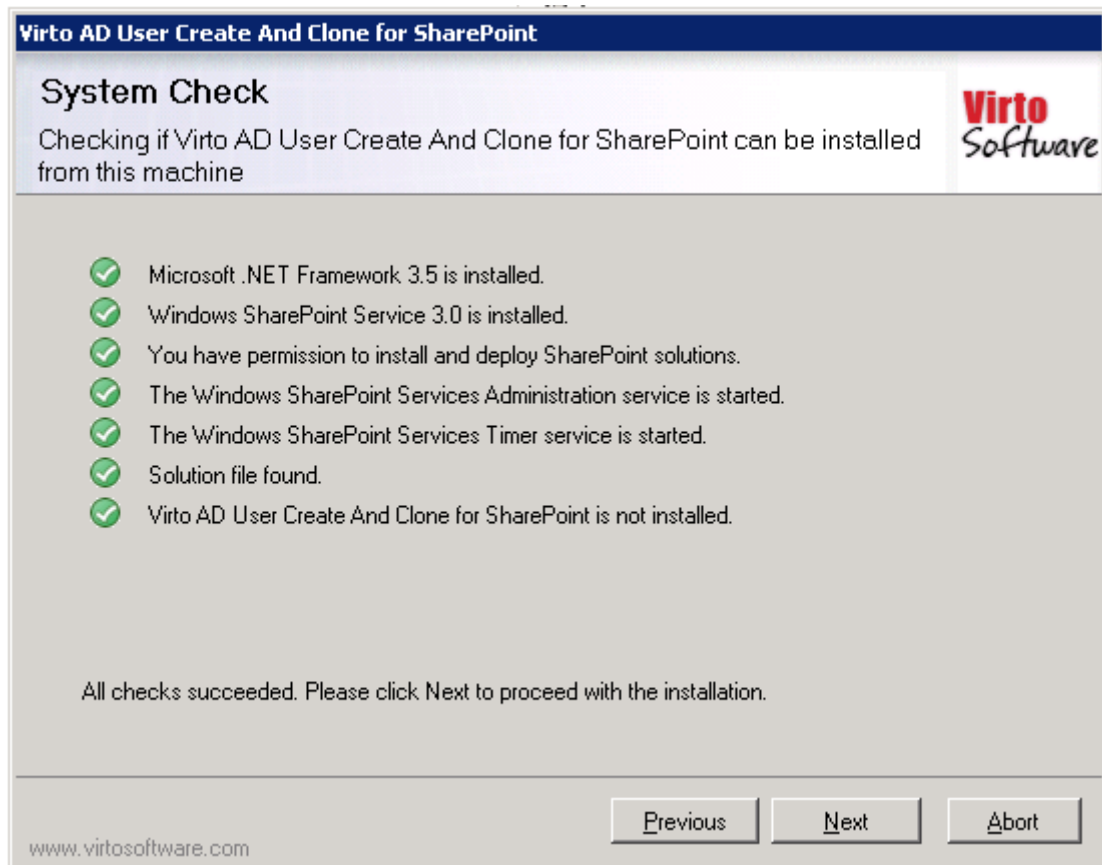 Virto AD User Create And Clone for SharePoint
System Check
Checking if Virto AD User Create And Clone for SharePoint can be installed
from this machine
Virto
Software
Microsoft .NET Framework 3.5 is installed.
Windows SharePoint Service 3.0 is installed.
You have permission to install and deploy SharePoint solutions.
The Windows SharePoint Services Administration service is started.
The Windows SharePoint Services Timer service is started.
Solution file found.
Virto AD User Create And Clone for SharePoint is not installed.
All checks succeeded. Please click Next to proceed with the installation.
Previous
Next
Abort
www.virtosoftware.com